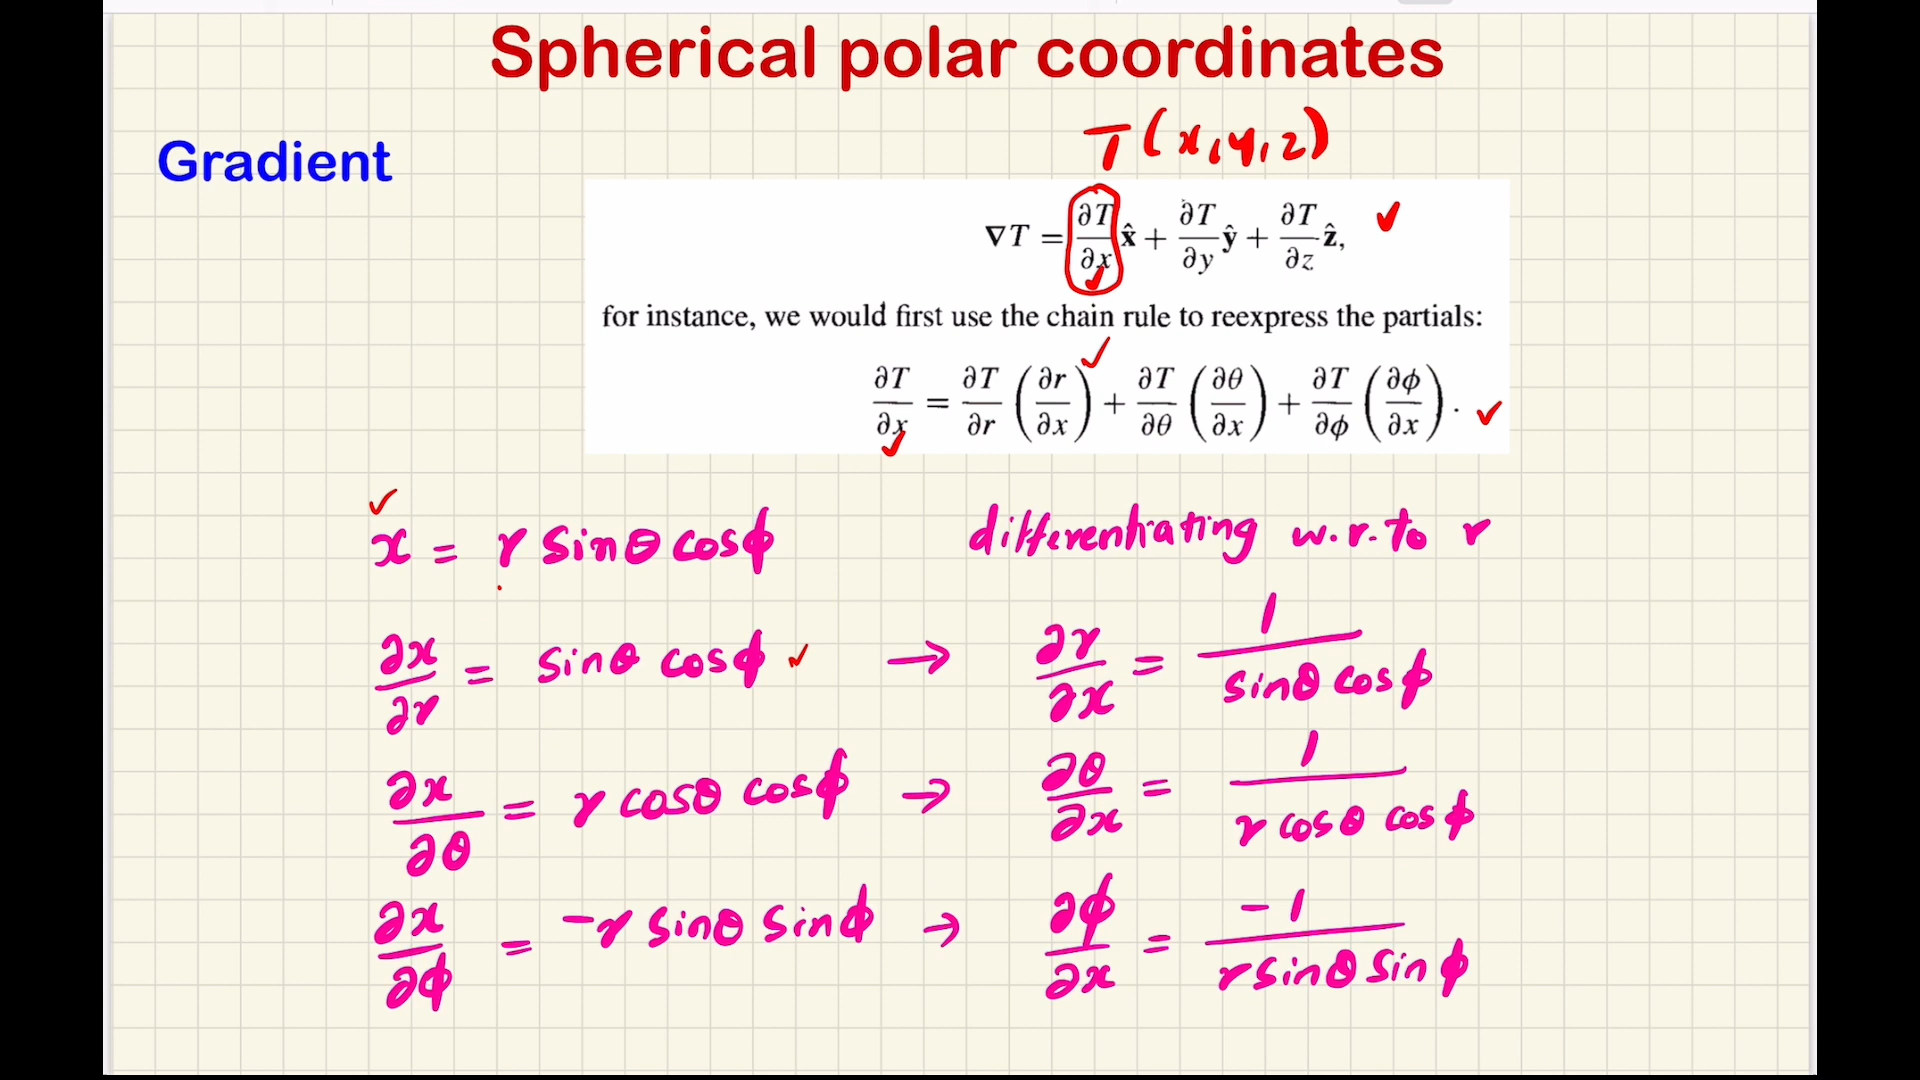 Spherical polar coordinates
Gradient
T(x,y,z)
∇T = ∂T/∂x x̂ + ∂T/∂y ŷ + ∂T/∂z ẑ,
for instance, we would first use the chain rule to reexpress the partials:
∂T/∂x = ∂T/∂r (∂r/∂x) + ∂T/∂θ (∂θ/∂x) + ∂T/∂ϕ (∂ϕ/∂x).
x = r sinθ cosϕ differentiating w.r.to r
∂x/∂r = sinθ cosϕ → ∂r/∂x = 1/(sinθ cosϕ)
∂x/∂θ = r cosθ cosϕ → ∂θ/∂x = 1/(r cosθ cosϕ)
∂x/∂ϕ = -r sinθ sinϕ → ∂ϕ/∂x = -1/(r sinθ sinϕ)